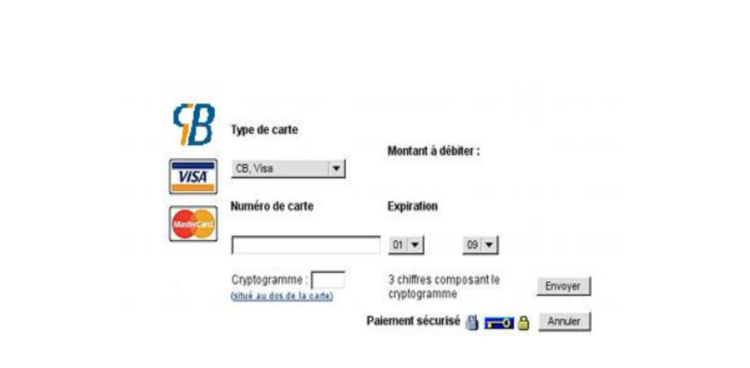 CB
Type de carte
Montant à débiter :
VISA
CB, Visa
Numéro de carte
Expiration
MasterCard
01
09
Cryptogramme :
3 chiffres composant le
cryptogramme
Envoyer
(situé au dos de la carte)
Paiement sécurisé
Annuler